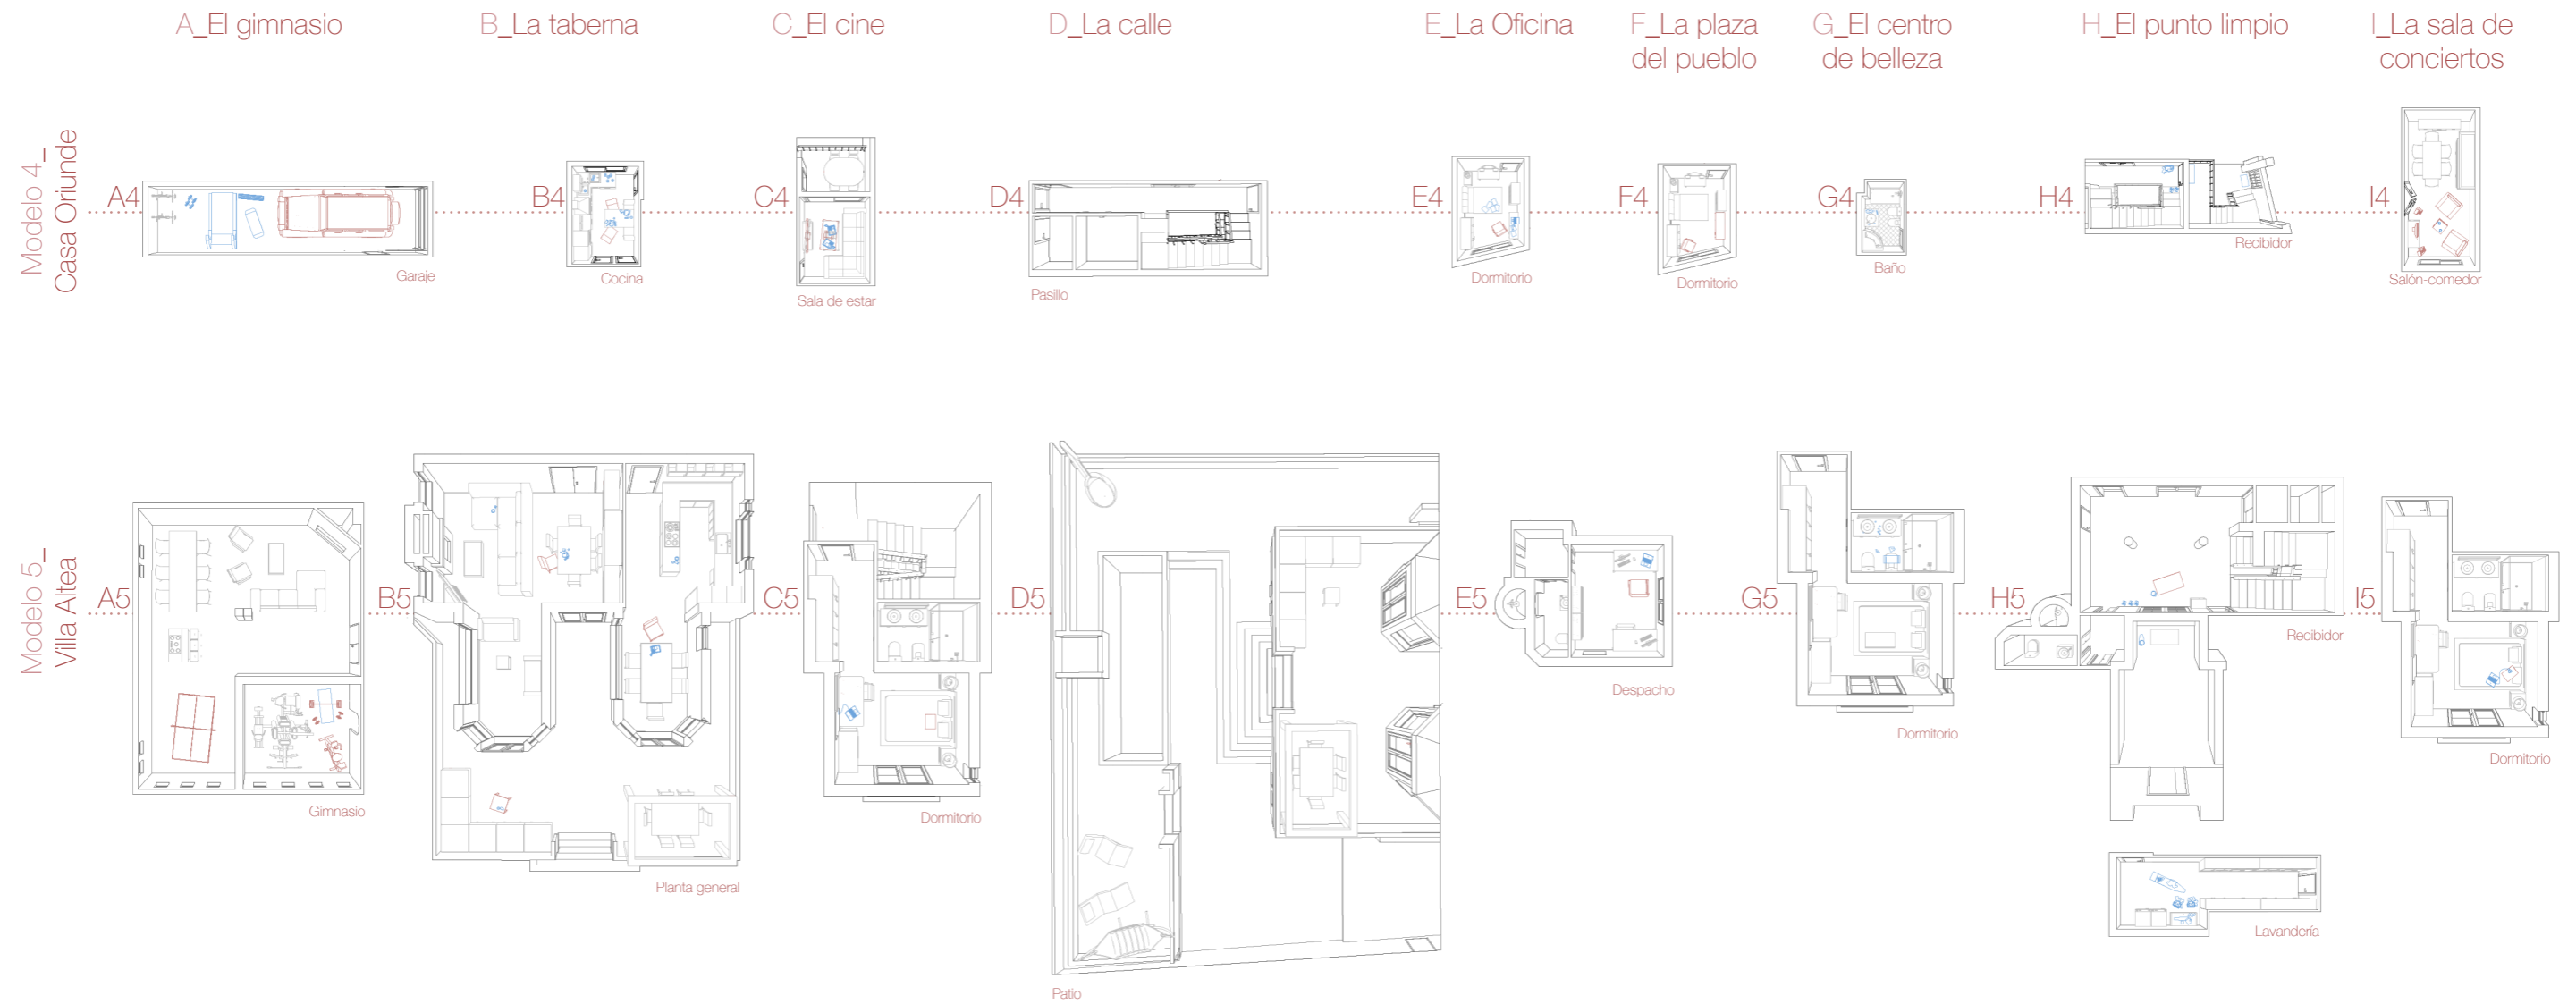 A_El gimnasio
B_La taberna
C_El cine
D_La calle
E_La Oficina
F_La plaza
del pueblo
G_El centro
de belleza
H_El punto limpio
I_La sala de
conciertos
Modelo 4_
Casa Oriunde
A4
Garaje
B4
Cocina
C4
Sala de estar
D4
Pasillo
E4
Dormitorio
F4
Dormitorio
G4
Baño
H4
Recibidor
I4
Salón-comedor
Modelo 5_
Villa Altea
A5
Gimnasio
B5
Planta general
C5
Dormitorio
D5
Patio
E5
Despacho
G5
Dormitorio
H5
Recibidor
Lavandería
I5
Dormitorio